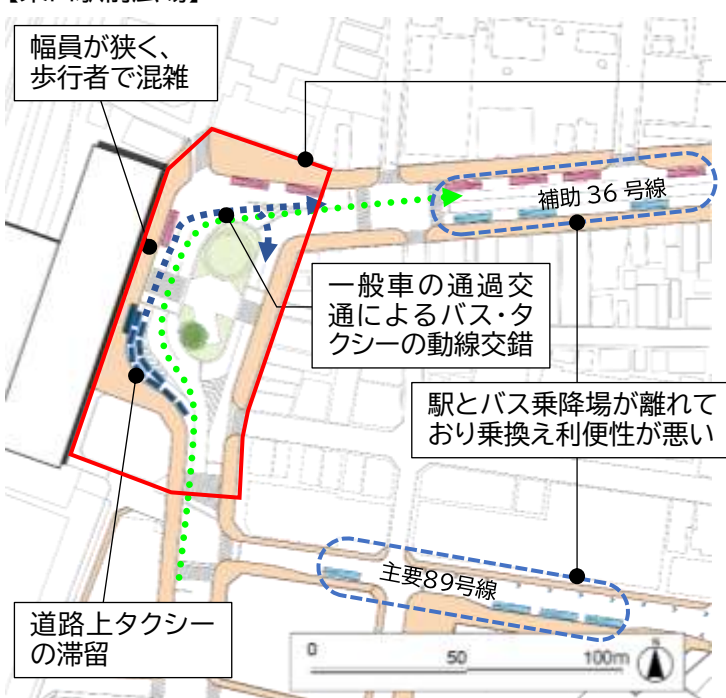 幅員が狭く、
歩行者で混雑
補助36号線
一般車の通過交
通によるバス・タ
クシーの動線交錯
駅とバス乗降場が離れて
おり乗換え利便性が悪い
主要89号線
道路上タクシー
の滞留
0
50
100m
N